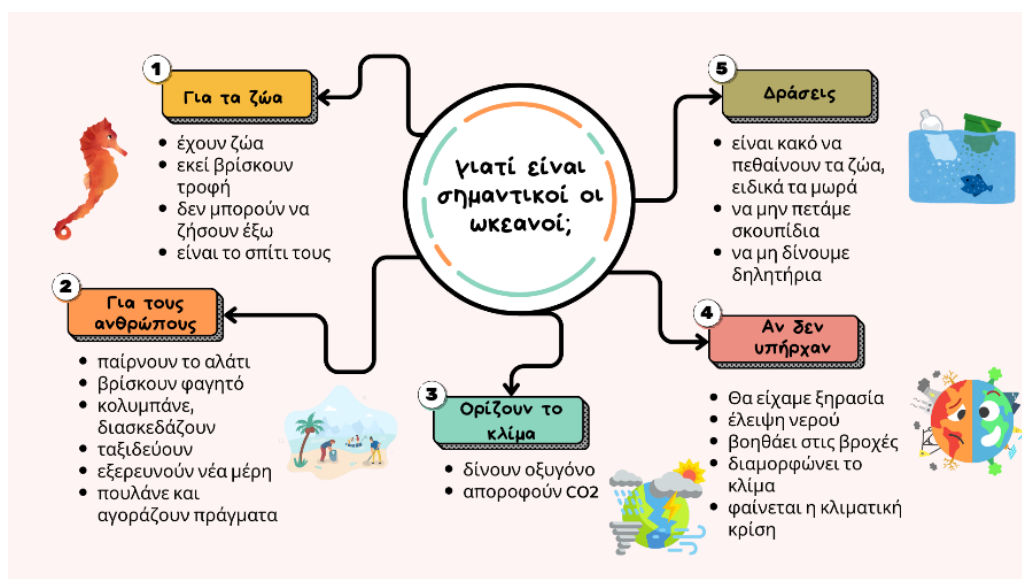 γιατί είναι
σημαντικοί οι
ωκεανοί;
1
Για τα ζώα
• έχουν ζώα
• εκεί βρίσκουν
τροφή
• δεν μπορούν να
ζήσουν έξω
• είναι το σπίτι τους
2
Για τους
ανθρώπους
• παίρνουν το αλάτι
• βρίσκουν φαγητό
• κολυμπάνε,
διασκεδάζουν
• ταξιδεύουν
• εξερευνούν νέα μέρη
• πουλάνε και
αγοράζουν πράγματα
3
Ορίζουν το
κλίμα
• δίνουν οξυγόνο
• αποροφούν CO2
4
Αν δεν
υπήρχαν
• Θα είχαμε ξηρασία
• έλειψη νερού
• βοηθάει στις βροχές
• διαμορφώνει το
κλίμα
• φαίνεται η κλιματική
κρίση
5
Δράσεις
• είναι κακό να
πεθαίνουν τα ζώα,
ειδικά τα μωρά
• να μην πετάμε
σκουπίδια
• να μη δίνουμε
δηλητήρια